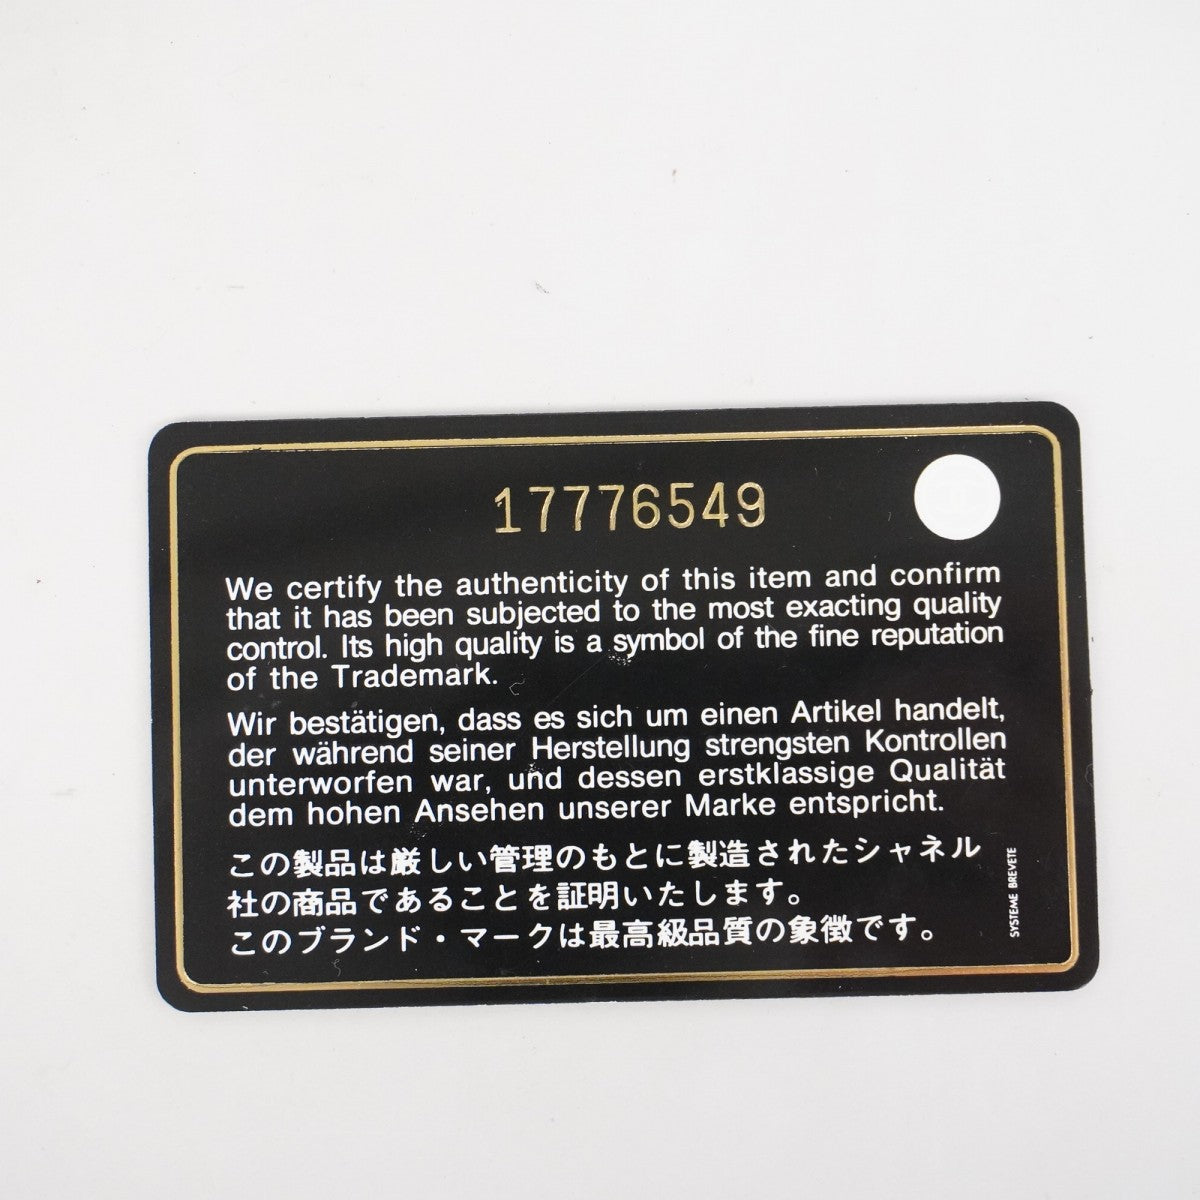 17776549
We certify the authenticity of this item and confirm
that it has been subjected to the most exacting quality
control. Its high quality is a symbol of the fine reputation
of the Trademark.
Wir bestätigen, dass es sich um einen Artikel handelt,
der während seiner Herstellung strengsten Kontrollen
unterworfen war, und dessen erstklassige Qualität
dem hohen Ansehen unserer Marke entspricht.
この製品は厳しい管理のもとに製造されたシャネル
社の商品であることを証明いたします。
このブランド・マークは最高級品質の象徴です。
SYSTEME BREVETE